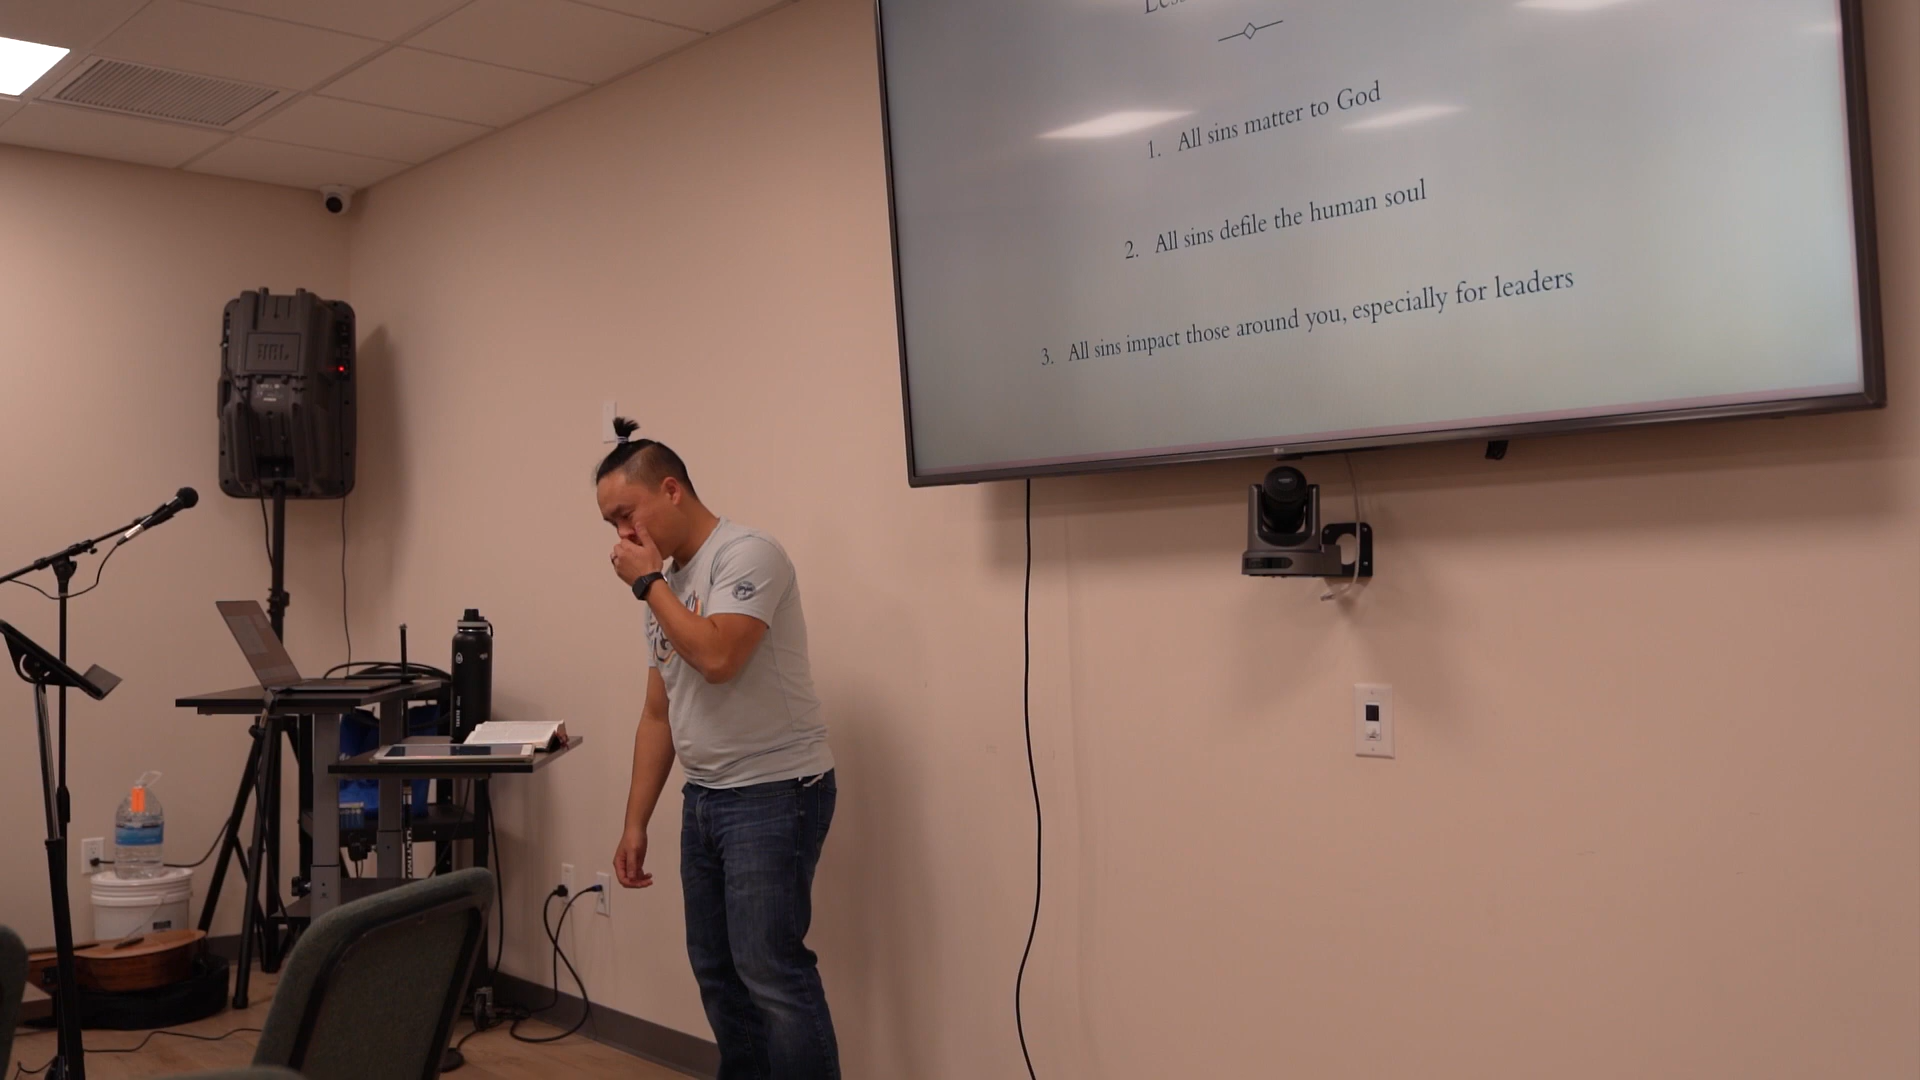 1. All sins matter to God
2. All sins defile the human soul
3. All sins impact those around you, especially for leaders
JBL